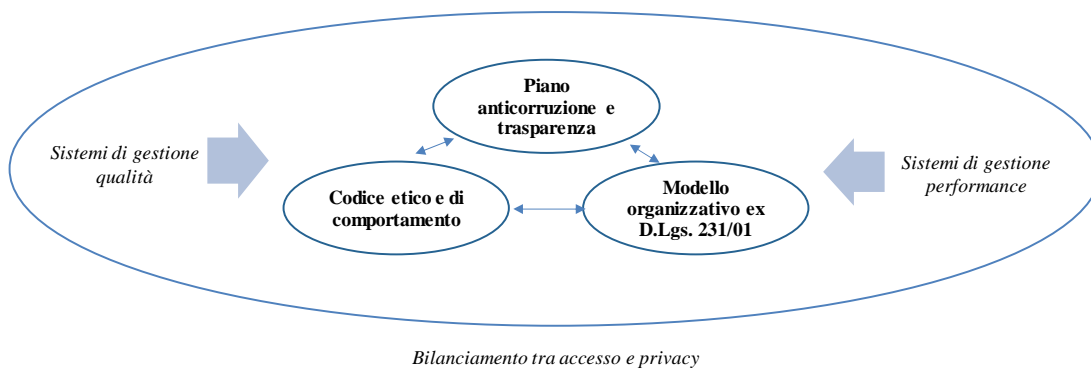 Piano
anticorruzione e
trasparenza
Sistemi di gestione
qualità
Sistemi di gestione
performance
Codice etico e di
comportamento
Modello
organizzativo ex
D.Lgs. 231/01
Bilanciamento tra accesso e privacy